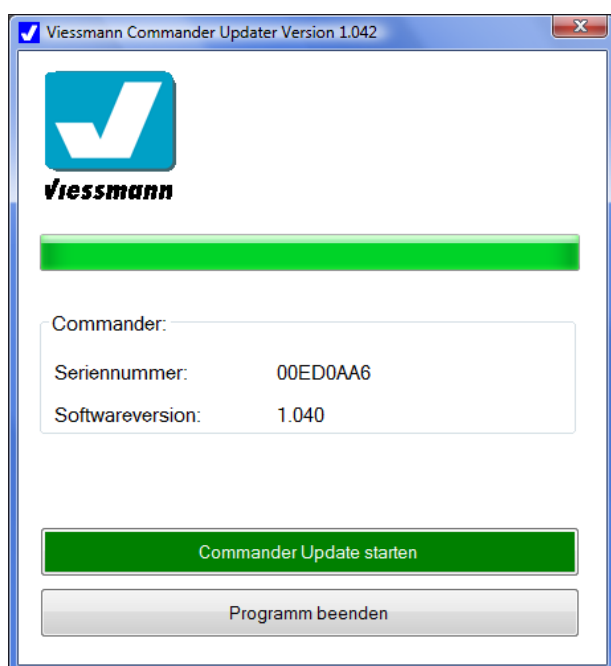 Viessmann Commander Updater Version 1.042
Viessmann
Commander:
Seriennummer: 00ED0AA6
Softwareversion: 1.040
Commander Update starten
Programm beenden